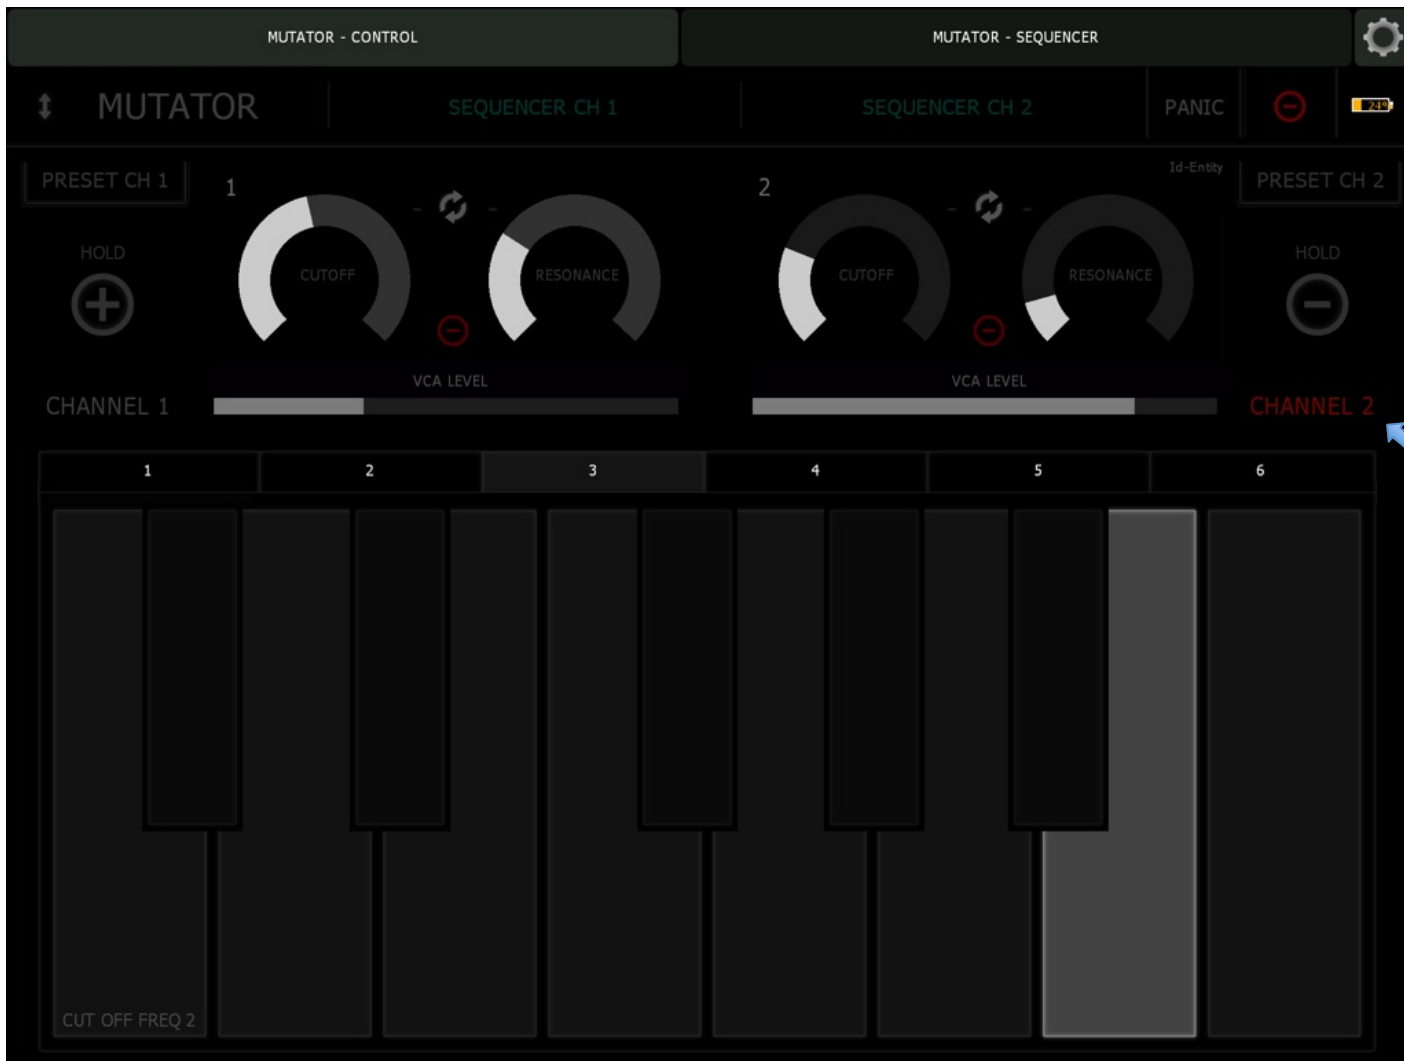 MUTATOR - CONTROL MUTATOR - SEQUENCER
MUTATOR SEQUENCER CH 1 SEQUENCER CH 2 PANIC 24%
PRESET CH 1 1 2 Id-Entity PRESET CH 2
HOLD CUTOFF RESONANCE CUTOFF RESONANCE HOLD
VCA LEVEL VCA LEVEL
CHANNEL 1 CHANNEL 2
1 2 3 4 5 6
CUT OFF FREQ 2